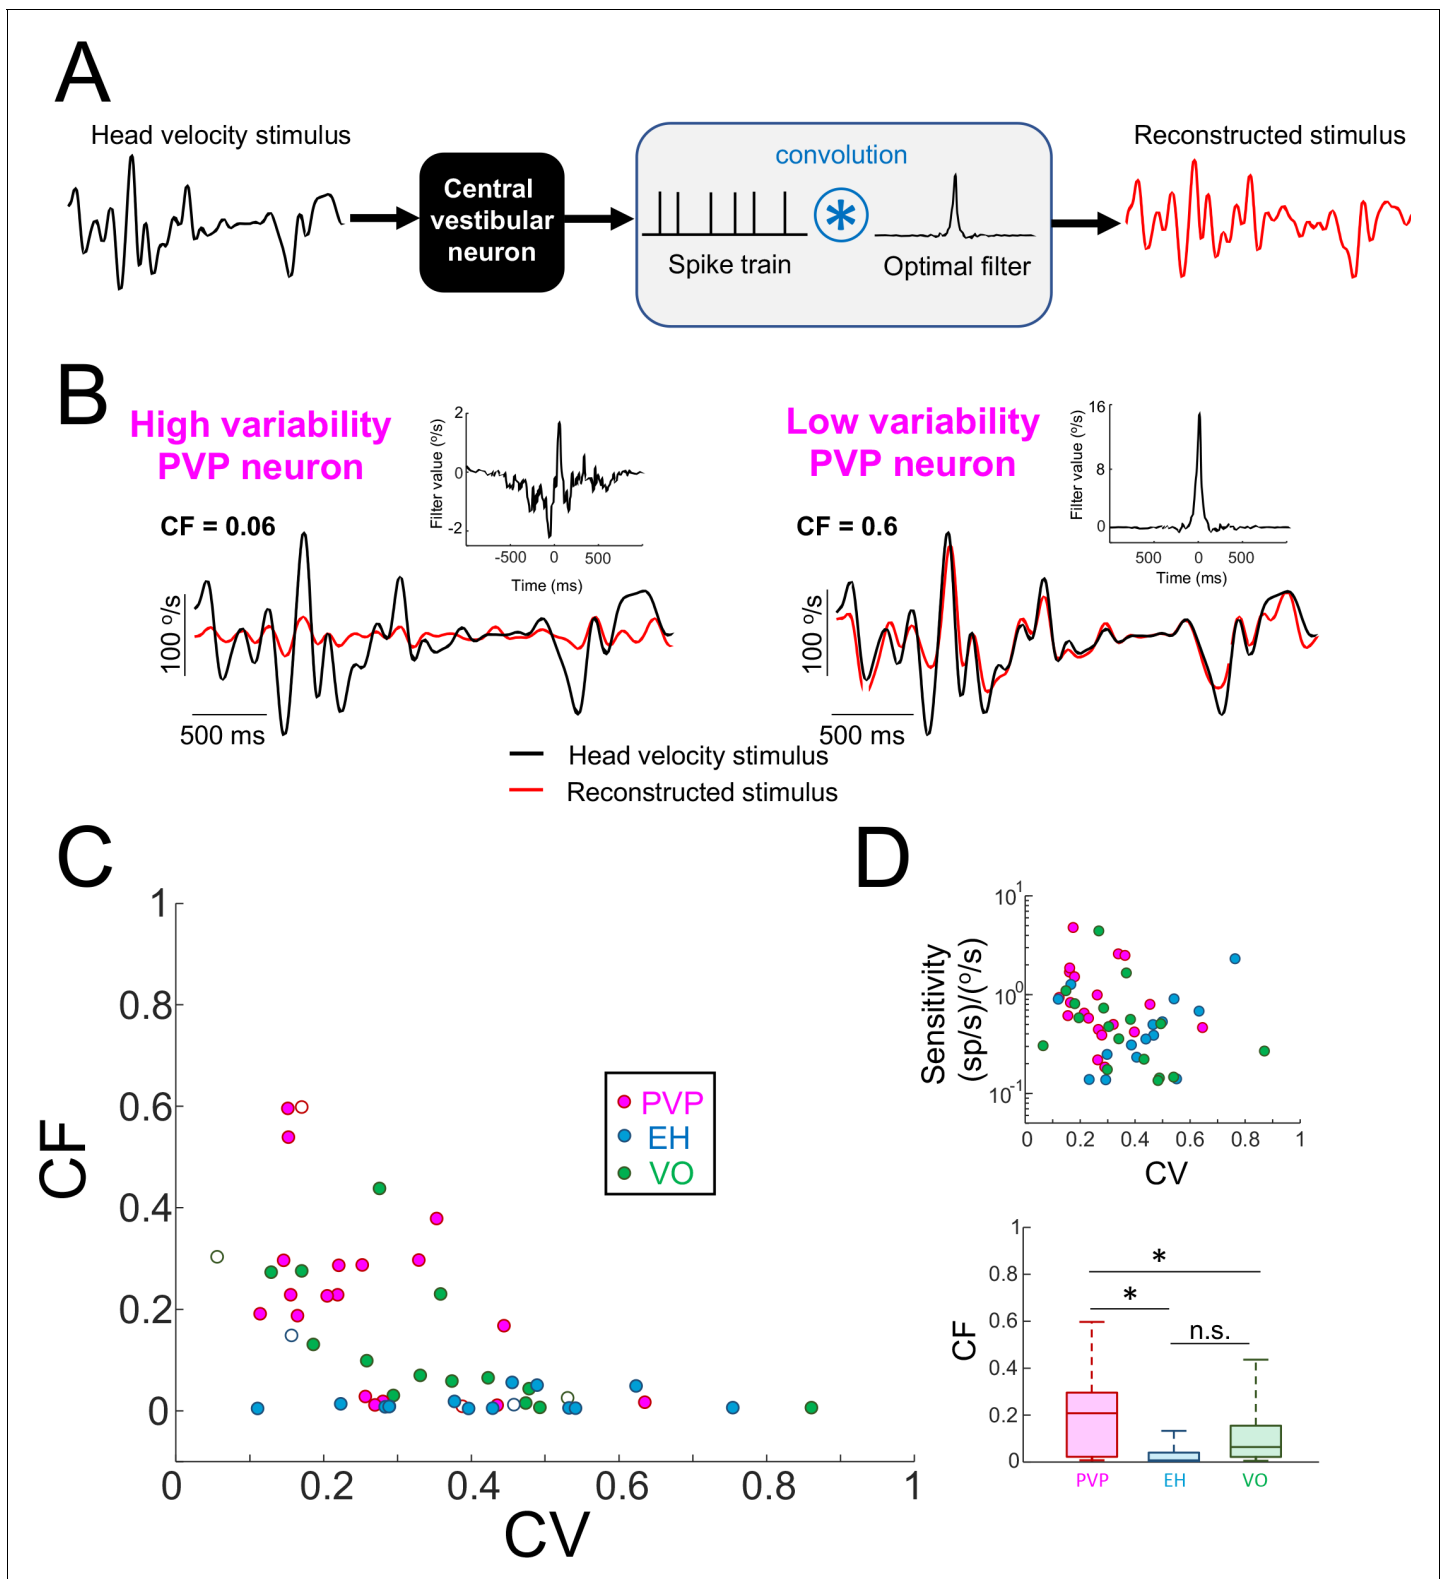 A
Head velocity stimulus
Central
vestibular
neuron
convolution
*
Spike train
Optimal filter
Reconstructed stimulus
B
High variability
PVP neuron
CF = 0.06
2
0
-2
Filter value (º/s)
-500 0 500
Time (ms)
100 º/s
500 ms
Low variability
PVP neuron
CF = 0.6
16
8
0
Filter value (º/s)
500 0 500
Time (ms)
100 º/s
500 ms
Head velocity stimulus
Reconstructed stimulus
C
1
0.8
0.6
0.4
0.2
0
CF
0 0.2 0.4 0.6 0.8 1
CV
PVP
EH
VO
D
10¹
10⁰
10⁻¹
Sensitivity
(sp/s)/(º/s)
0 0.2 0.4 0.6 0.8 1
CV
1
0.8
0.6
0.4
0.2
0
CF
*
*
n.s.
PVP EH VO